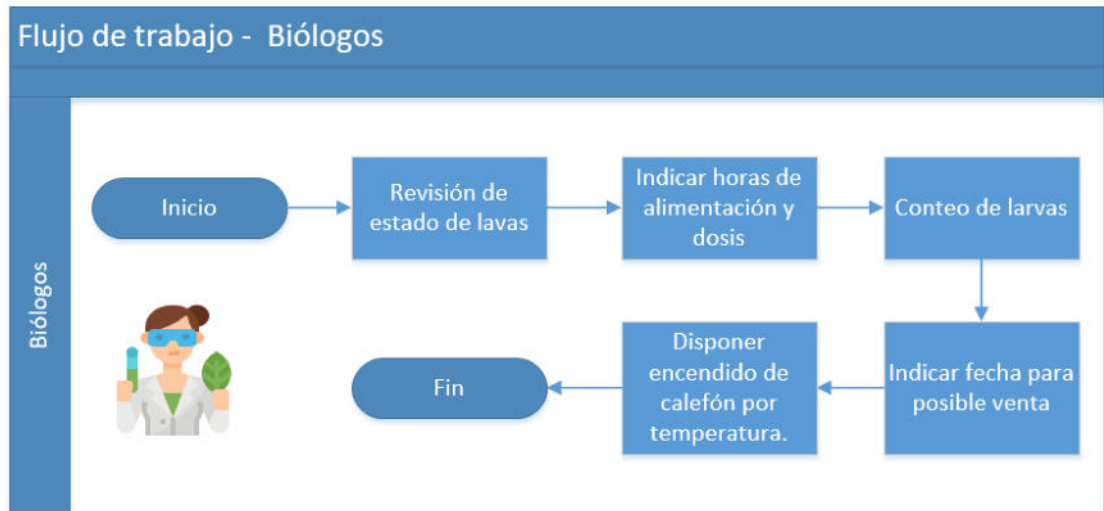 Flujo de trabajo - Biólogos
Biólogos
Inicio
Revisión de
estado de lavas
Indicar horas de
alimentación y
dosis
Conteo de larvas
Indicar fecha para
posible venta
Disponer
encendido de
calefón por
temperatura.
Fin